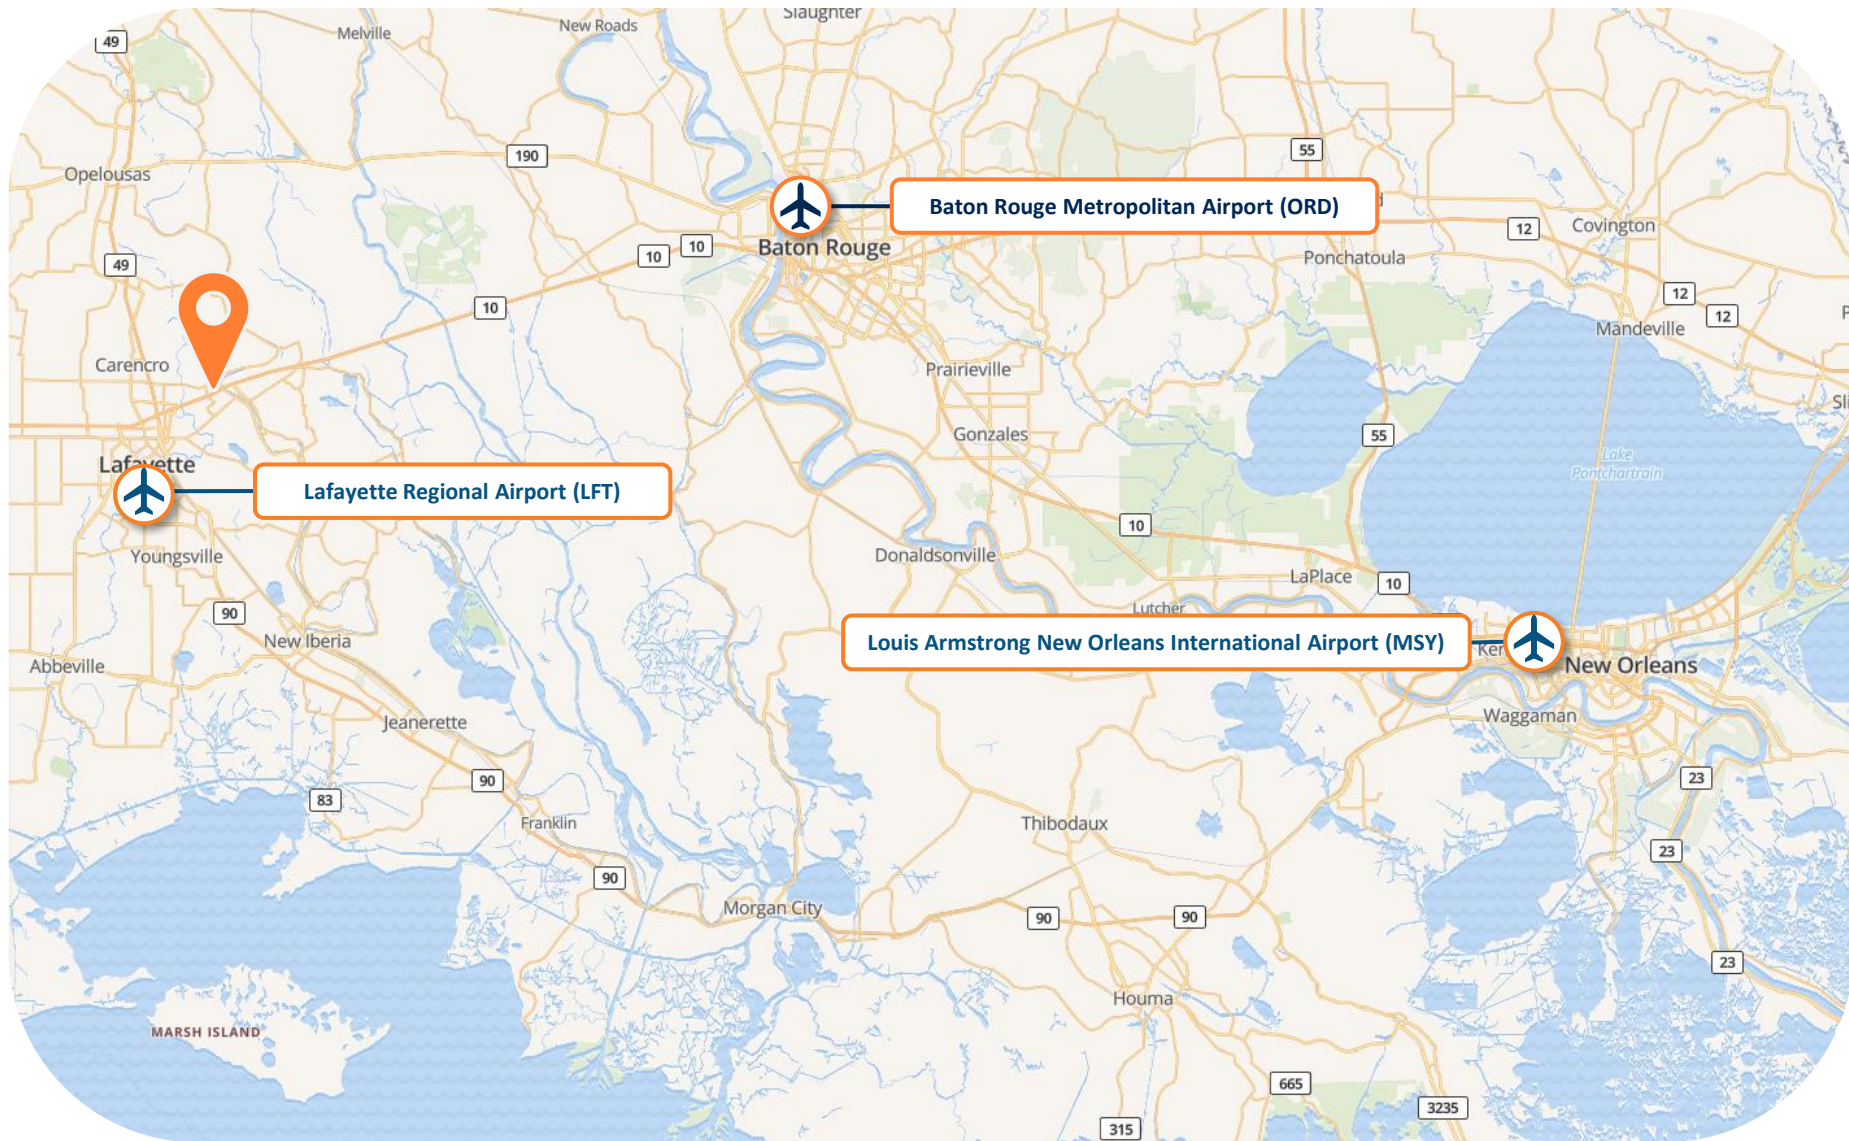 Slaughter
New Roads
Melville
49
190
55
Opelousas
Baton Rouge Metropolitan Airport (ORD)
12
Covington
10
10
Baton Rouge
Ponchatoula
49
12
10
12
Mandeville
Carencro
Prairieville
Gonzales
55
Lake
Pontchartrain
Lafayette
Lafayette Regional Airport (LFT)
10
Donaldsonville
Youngsville
LaPlace
10
Lutcher
90
New Iberia
Louis Armstrong New Orleans International Airport (MSY)
New Orleans
Abbeville
Jeanerette
Waggaman
90
23
83
Franklin
Thibodaux
23
90
Morgan City
90
90
23
Houma
MARSH ISLAND
665
3235
315